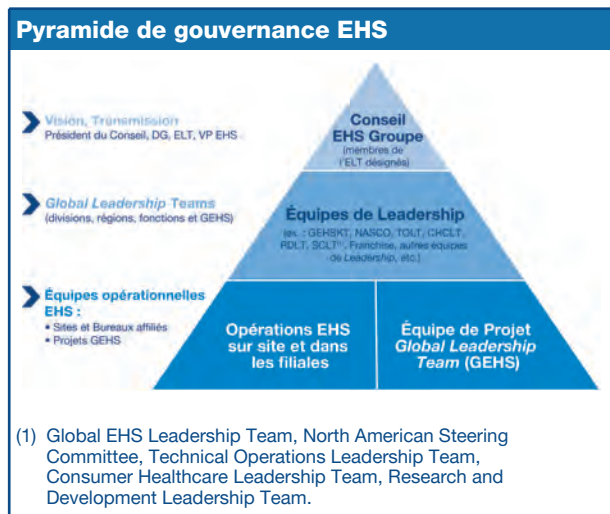 Pyramide de gouvernance EHS
Vision, Transmission
Président du Conseil, DG, ELT, VP EHS
Global Leadership Teams
(divisions, régions, fonctions et GEHS)
Équipes opérationnelles
EHS :
• Sites et Bureaux affiliés
• Projets GEHS
Conseil
EHS Groupe
(membres de
l'ELT désignés)
Équipes de Leadership
(ex. : GEHSKT, NASCO, TOLT, CHCLT,
RDLT, SCLT(1), Franchise, autres équipes
de Leadership, etc.)
Opérations EHS
sur site et dans
les filiales
Équipe de Projet
Global Leadership
Team (GEHS)
(1) Global EHS Leadership Team, North American Steering
Committee, Technical Operations Leadership Team,
Consumer Healthcare Leadership Team, Research and
Development Leadership Team.